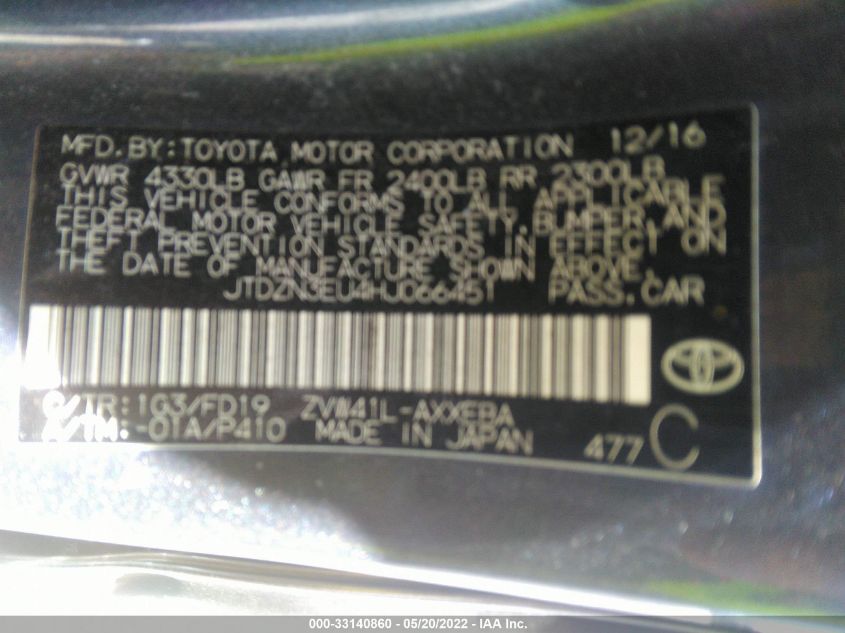 MFD.BY:TOYOTA MOTOR CORPORATION 12/16
GVWR 4330LB GAWR FR 2400LB RR 2300LB
THIS VEHICLE CONFORMS TO ALL APPLICABLE
FEDERAL MOTOR VEHICLE SAFETY,BUMPER,AND
THEFT PREVENTION STANDARDS IN EFFECT ON
THE DATE OF MANUFACTURE SHOWN ABOVE.
JTDZN3EU4HJ066451 PASS.CAR
C/TR:1G3/FD19 ZVW41L-AXXEBA
A/TM:-01A/P410 MADE IN JAPAN 477 C
000-33140860 - 05/20/2022 - IAA Inc.